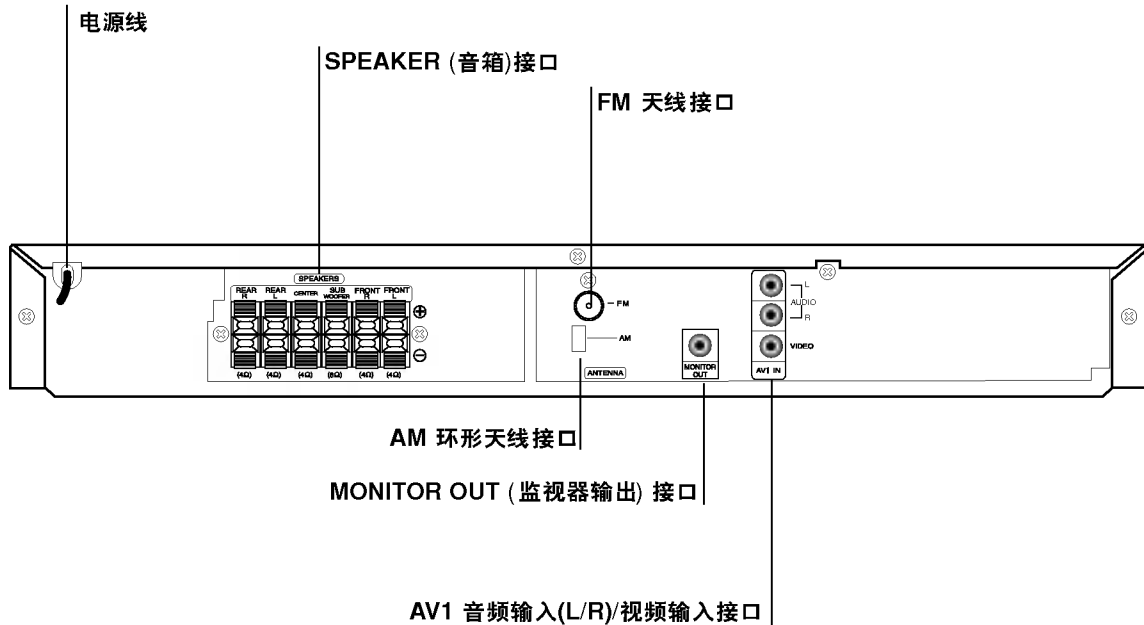 电源线
SPEAKER (音箱)接口
FM 天线接口
SPEAKERS
REAR R
REAR L
CENTER
SUB WOOFER
FRONT R
FRONT L
(4Ω) (4Ω) (4Ω) (8Ω) (4Ω) (4Ω)
FM
AM
ANTENNA
MONITOR OUT
L
AUDIO
R
VIDEO
AV1 IN
AM 环形天线接口
MONITOR OUT (监视器输出) 接口
AV1 音频输入(L/R)/视频输入接口